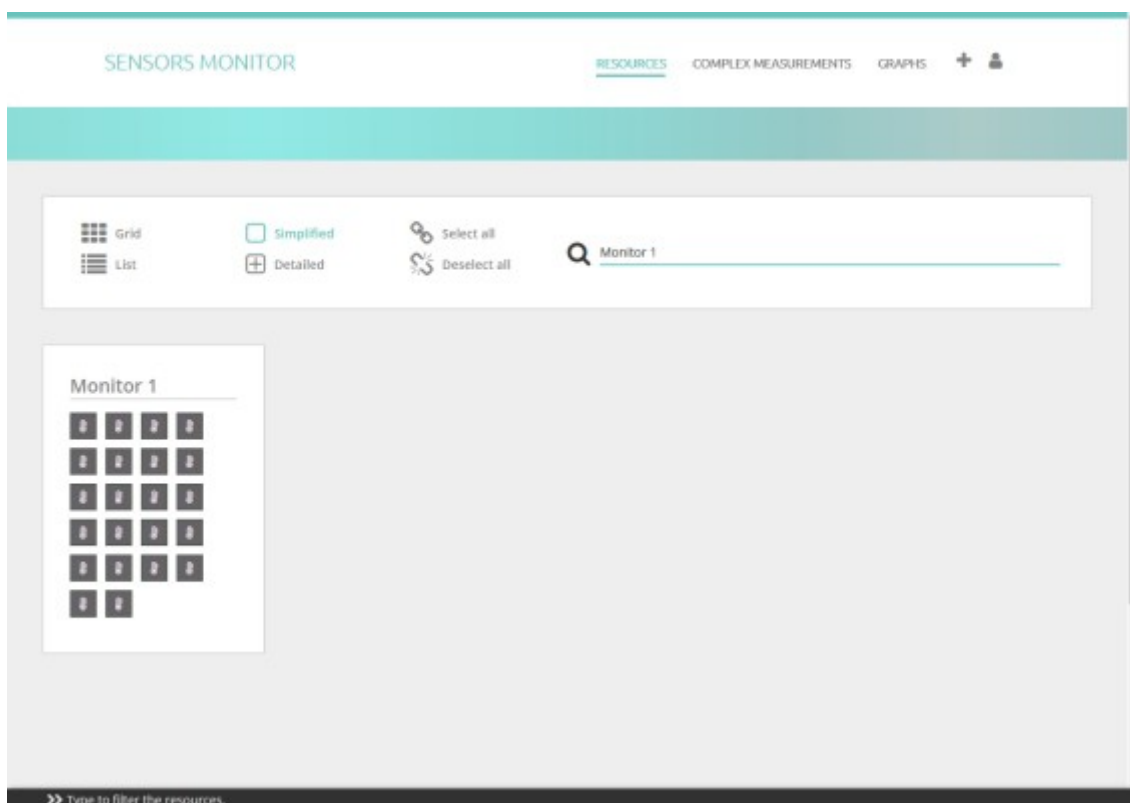 SENSORS MONITOR
RESOURCES COMPLEX MEASUREMENTS GRAPHS
Grid Simplified Select all
Monitor 1
List Detailed Deselect all
Monitor 1
Type to filter the resources.